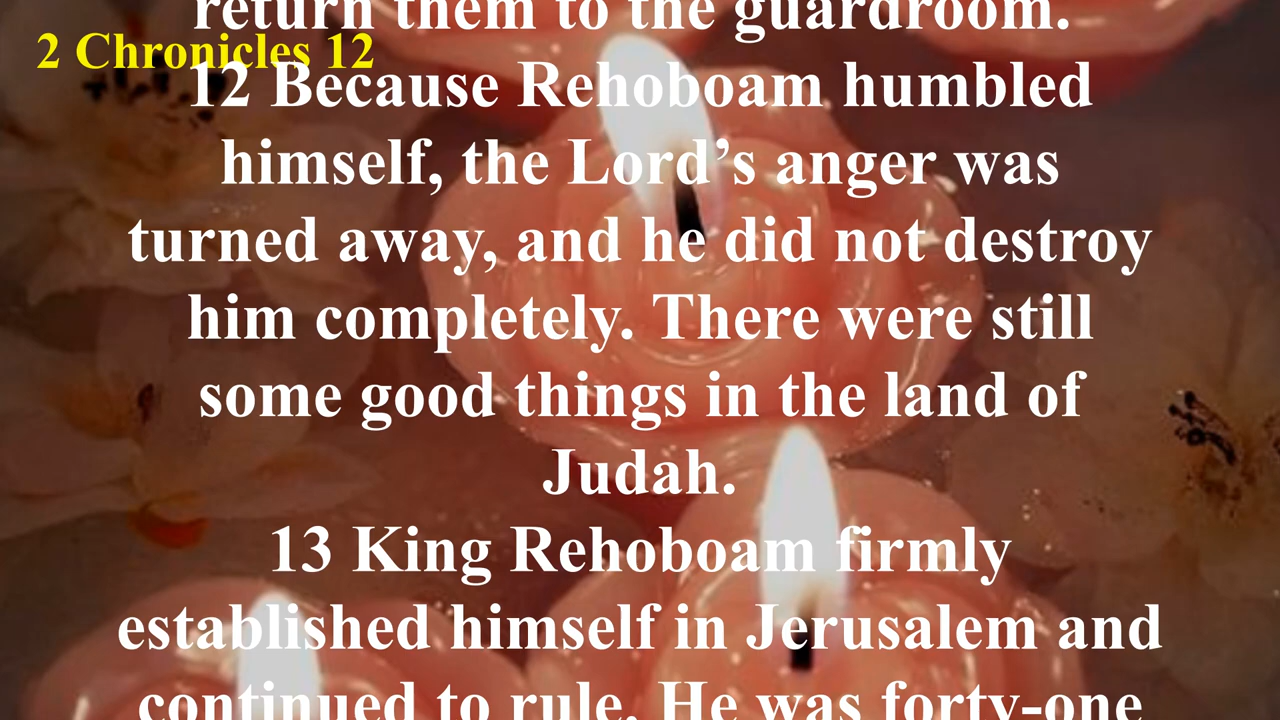 return them to the guardroom.
2 Chronicles 12
12 Because Rehoboam humbled
himself, the Lord’s anger was
turned away, and he did not destroy
him completely. There were still
some good things in the land of
Judah.
13 King Rehoboam firmly
established himself in Jerusalem and
continued to rule. He was forty-one